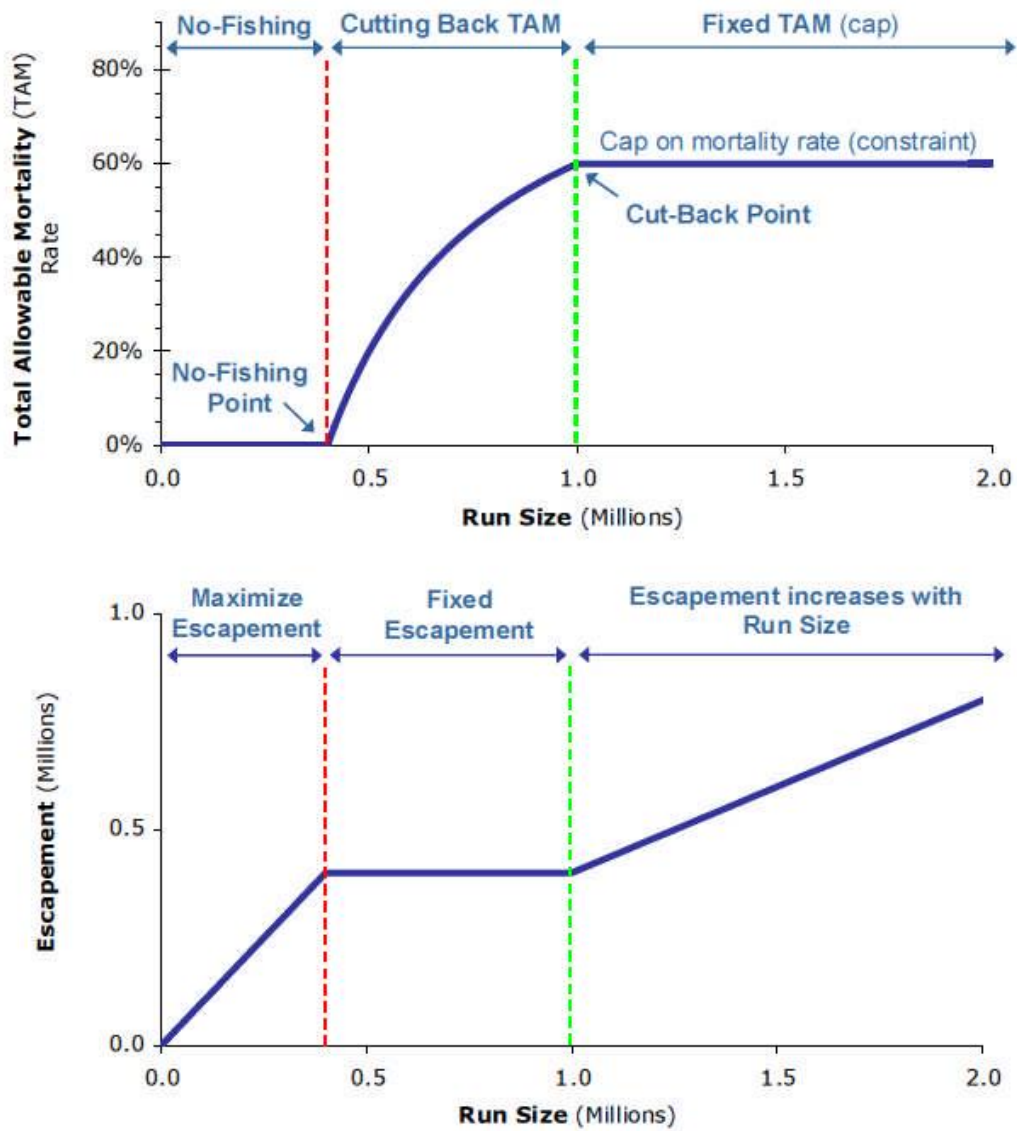 No-Fishing
Cutting Back TAM
Fixed TAM (cap)
Total Allowable Mortality (TAM)
Rate
80%
60%
40%
20%
0%
Cap on mortality rate (constraint)
Cut-Back Point
No-Fishing
Point
0.0 0.5 1.0 1.5 2.0
Run Size (Millions)
Maximize
Escapement
Fixed
Escapement
Escapement increases with
Run Size
Escapement (Millions)
1.0
0.5
0.0
0.0 0.5 1.0 1.5 2.0
Run Size (Millions)